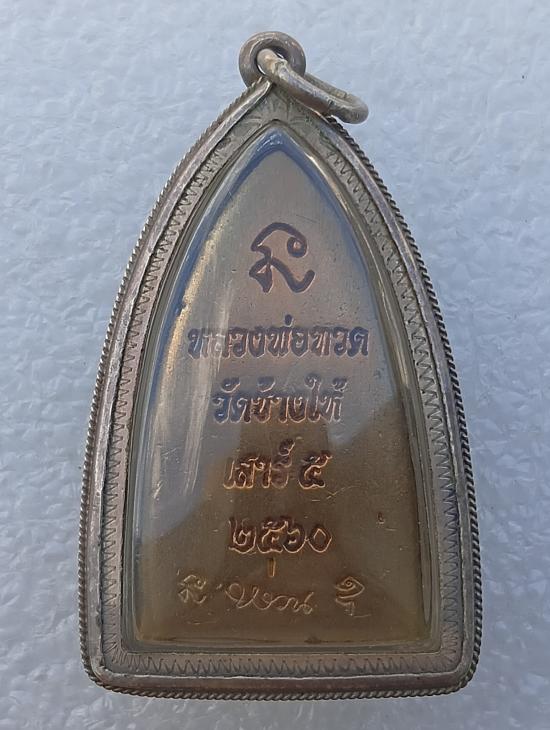 หลวงพ่อทวด
วัดช้างให้
เสาร์ ๕
๒๕๖๐